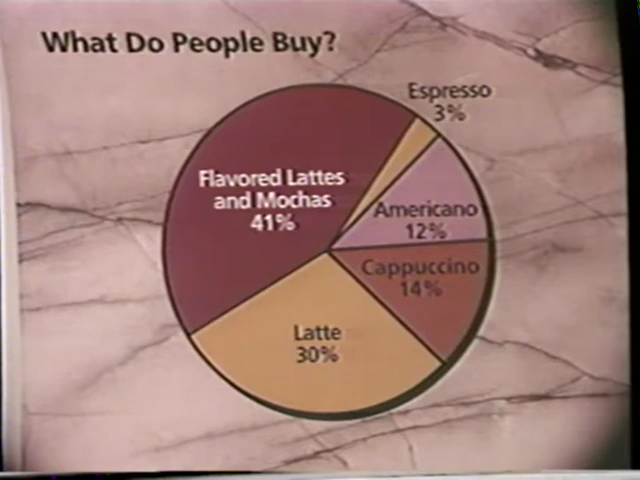 What Do People Buy?
Espresso
3%
Flavored Lattes
and Mochas
41%
Americano
12%
Cappuccino
14%
Latte
30%